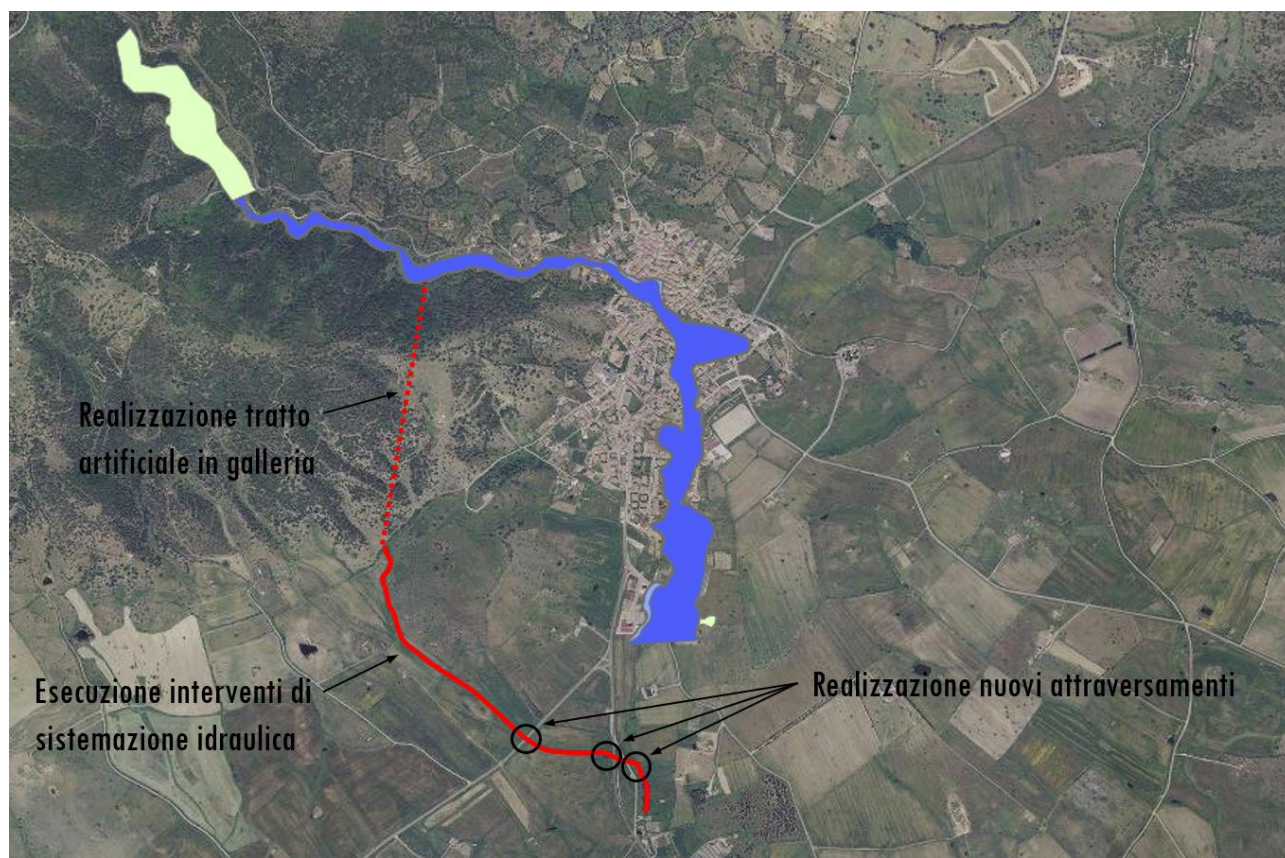 Realizzazione tratto
artificiale in galleria
Esecuzione interventi di
sistemazione idraulica
Realizzazione nuovi attraversamenti